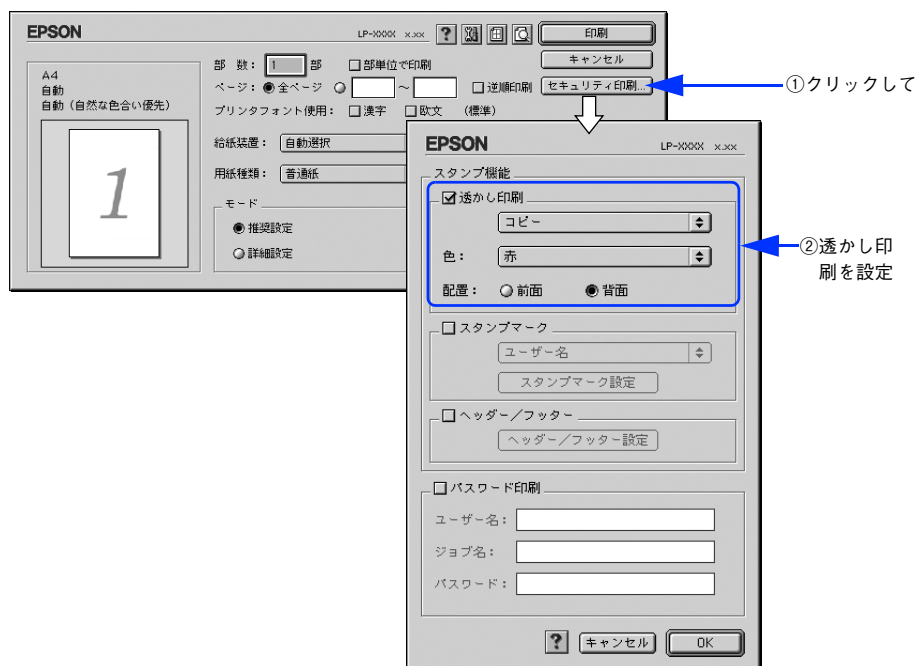 EPSON
LP-XXXX x.xx
?
印刷
キャンセル
セキュリティ印刷...
A4
自動
自動（自然な色合い優先）
1
部 数： 1 部 部単位で印刷
ページ： 全ページ ～ 逆順印刷
プリンタフォント使用： 漢字 欧文 (標準)
給紙装置： 自動選択
用紙種類： 普通紙
モード
推奨設定
詳細設定
①クリックして
EPSON
LP-XXXX x.xx
スタンプ機能
透かし印刷
コピー
色： 赤
配置： 前面 背面
②透かし印
刷を設定
スタンプマーク
ユーザー名
スタンプマーク設定
ヘッダー／フッター
ヘッダー／フッター設定
パスワード印刷
ユーザー名：
ジョブ名：
パスワード：
?
キャンセル
OK